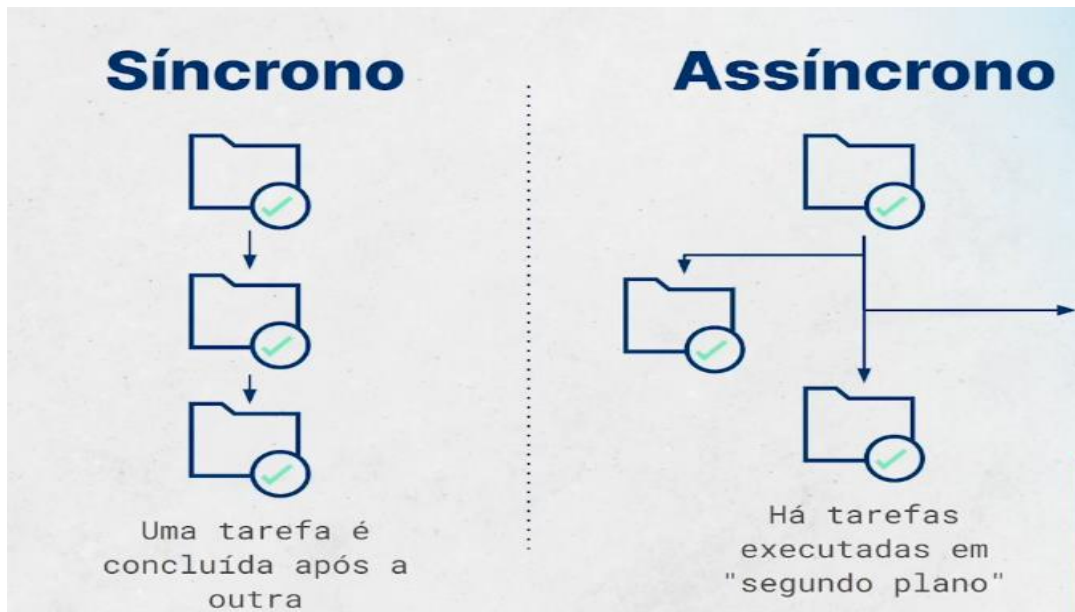 Síncrono
Uma tarefa é
concluída após a
outra
Assíncrono
Há tarefas
executadas em
"segundo plano"